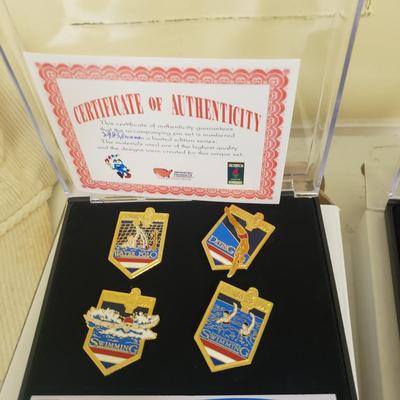 CERTIFICATE OF AUTHENTICITY
This certificate of authenticity guarantees
that the accompanying pin set is numbered
a limited edition series.
The materials used are of the highest quality
and the designs were created for this unique set.
WATER POLO
DIVING
SWIMMING
SWIMMING